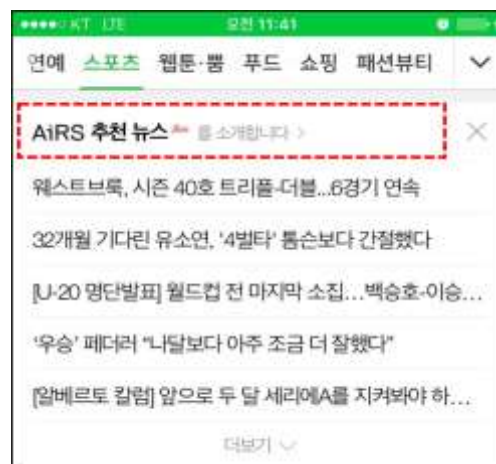 KT LTE 오전 11:41
연예 스포츠 웹툰·뿜 푸드 쇼핑 패션뷰티
AiRS 추천 뉴스 를 소개합니다 >
웨스트브룩, 시즌 40호 트리플-더블...6경기 연속
32개월 기다린 유소연, '4벌타' 톰슨보다 간절했다
[U-20 명단발표] 월드컵 전 마지막 소집…백승호-이승…
'우승' 페더러 "나달보다 아주 조금 더 잘했다"
[알베르토 칼럼] 앞으로 두 달 세리에A를 지켜봐야 하…
더보기